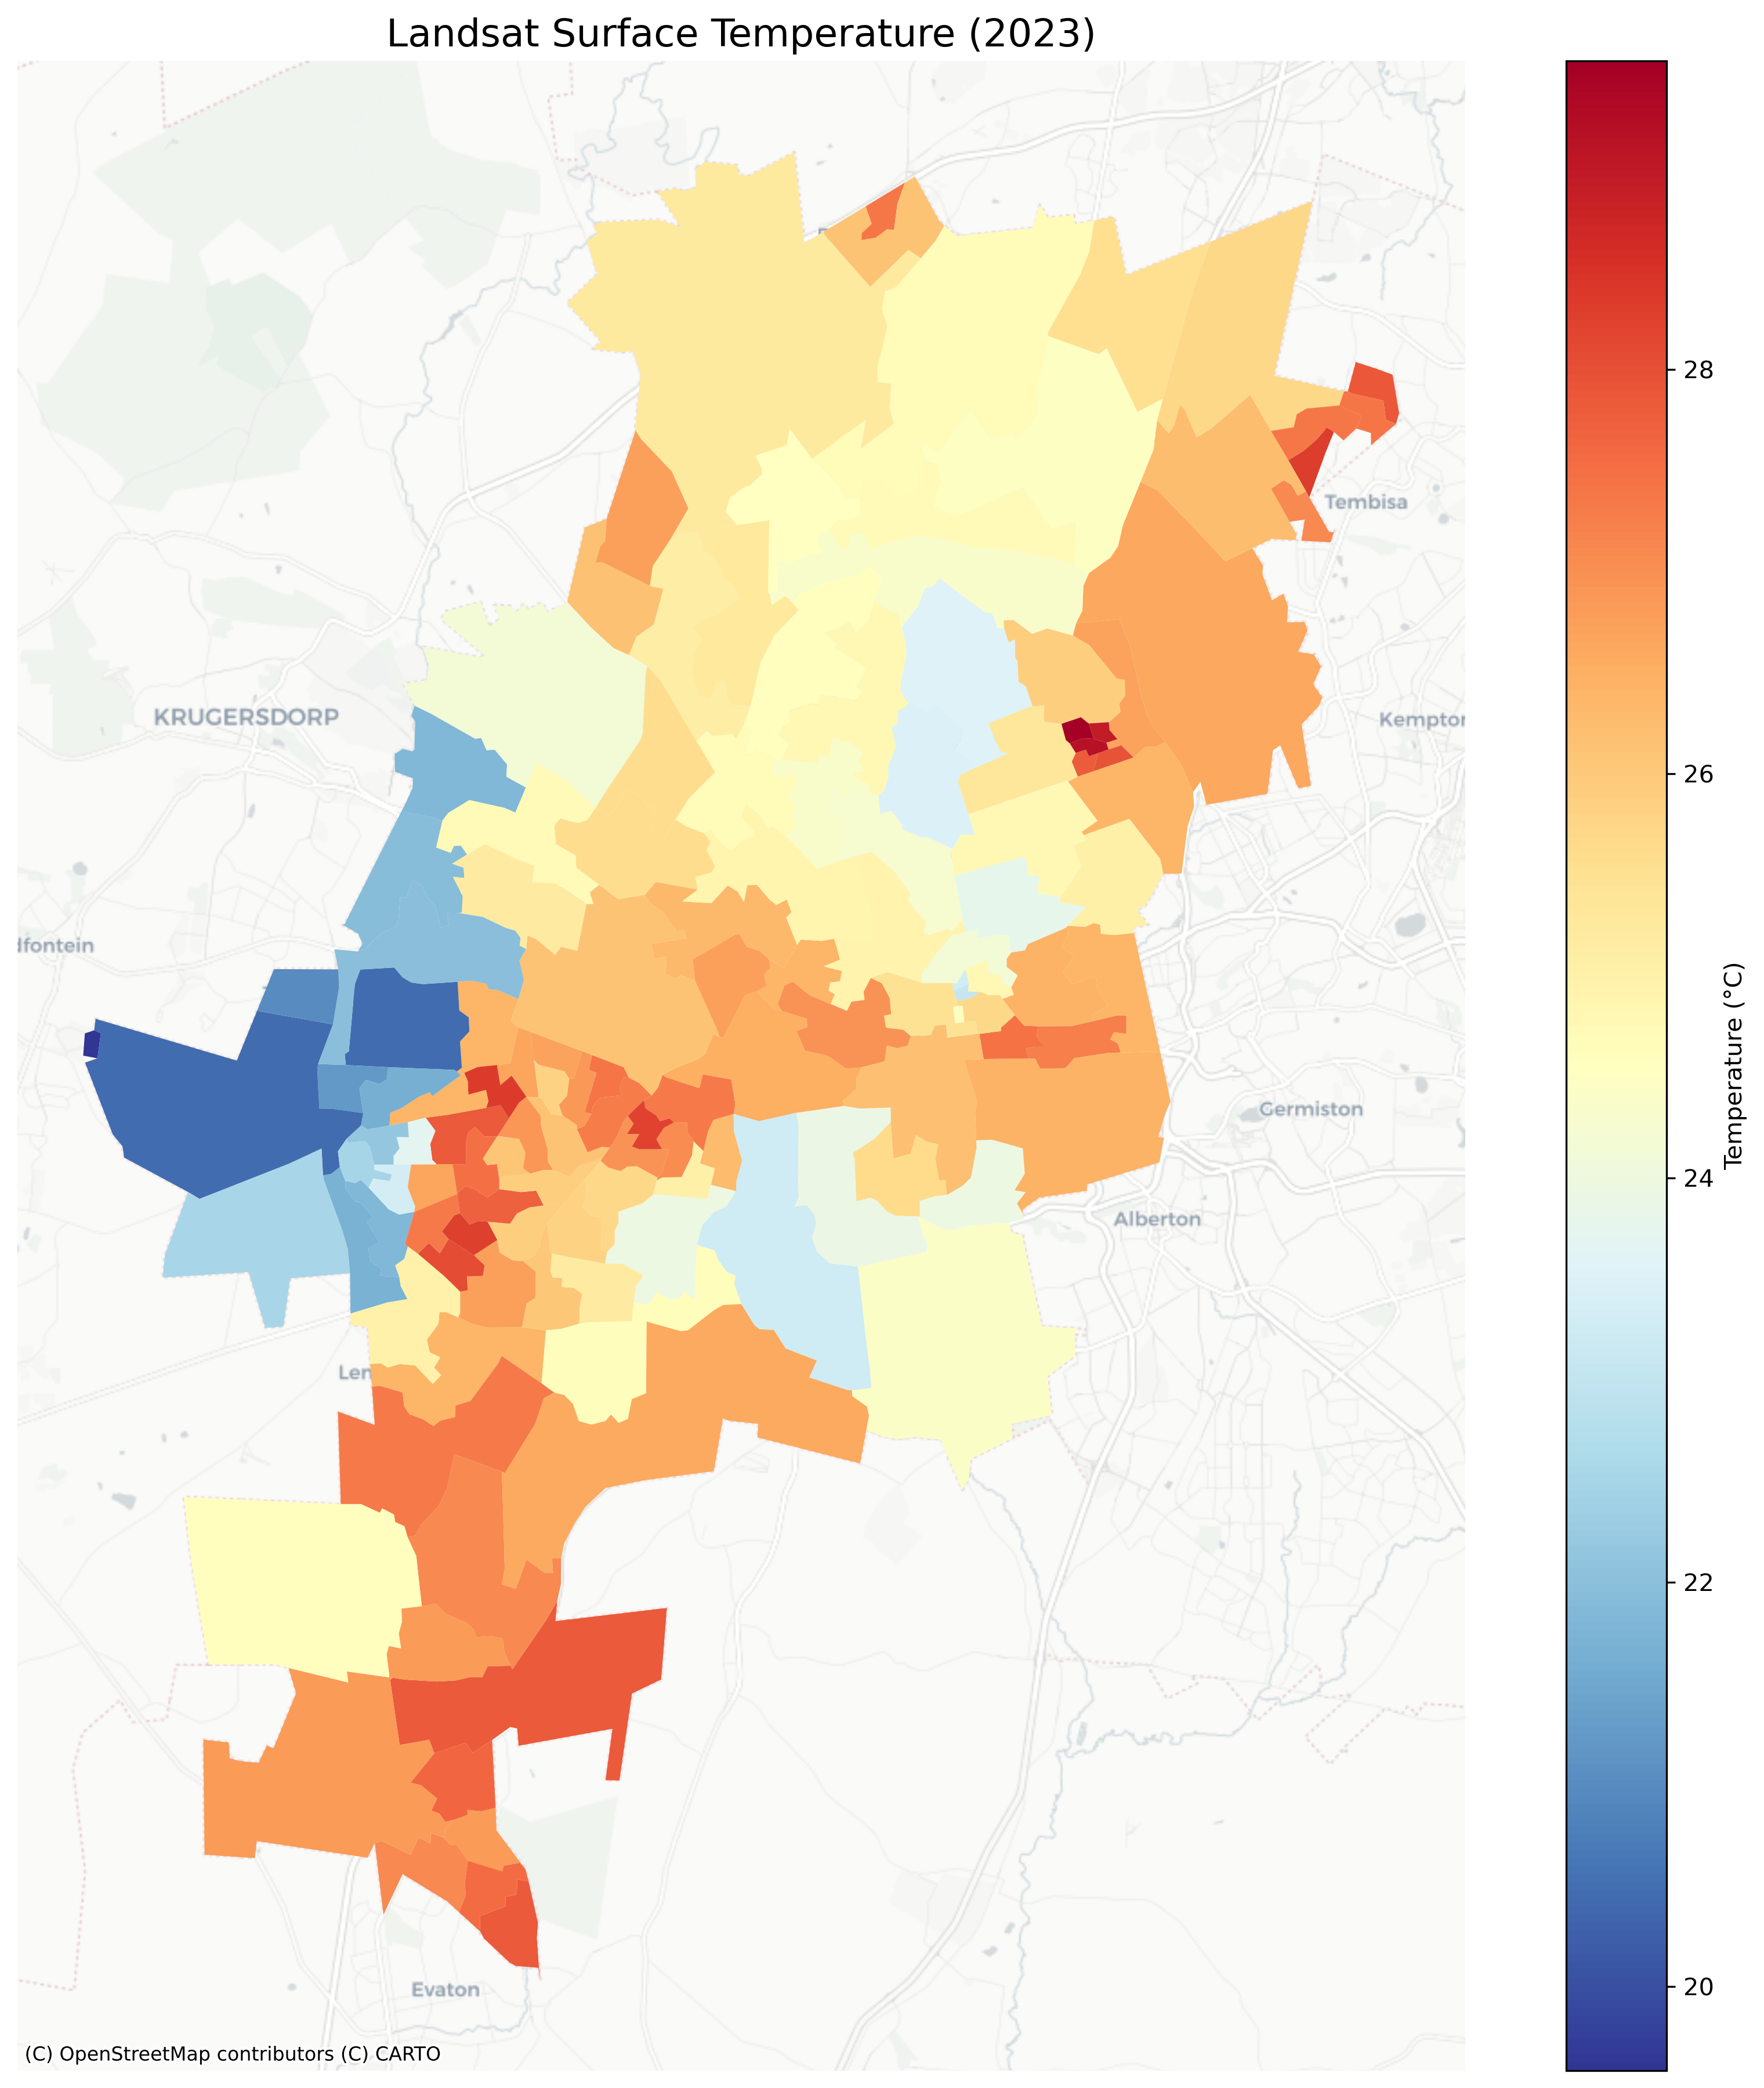 Landsat Surface Temperature (2023)
28
Tembisa
KRUGERSDORP
Kempton
26
dfontein
Temperature (°C)
Germiston
24
Alberton
Len
22
20
Evaton
(C) OpenStreetMap contributors (C) CARTO